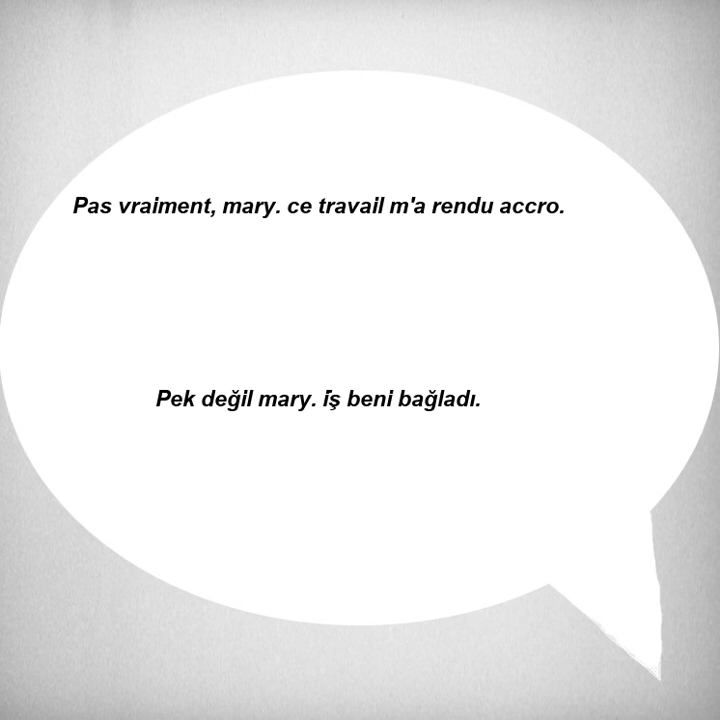 Pas vraiment, mary. ce travail m'a rendu accro.
Pek değil mary. i̇ş beni bağladı.